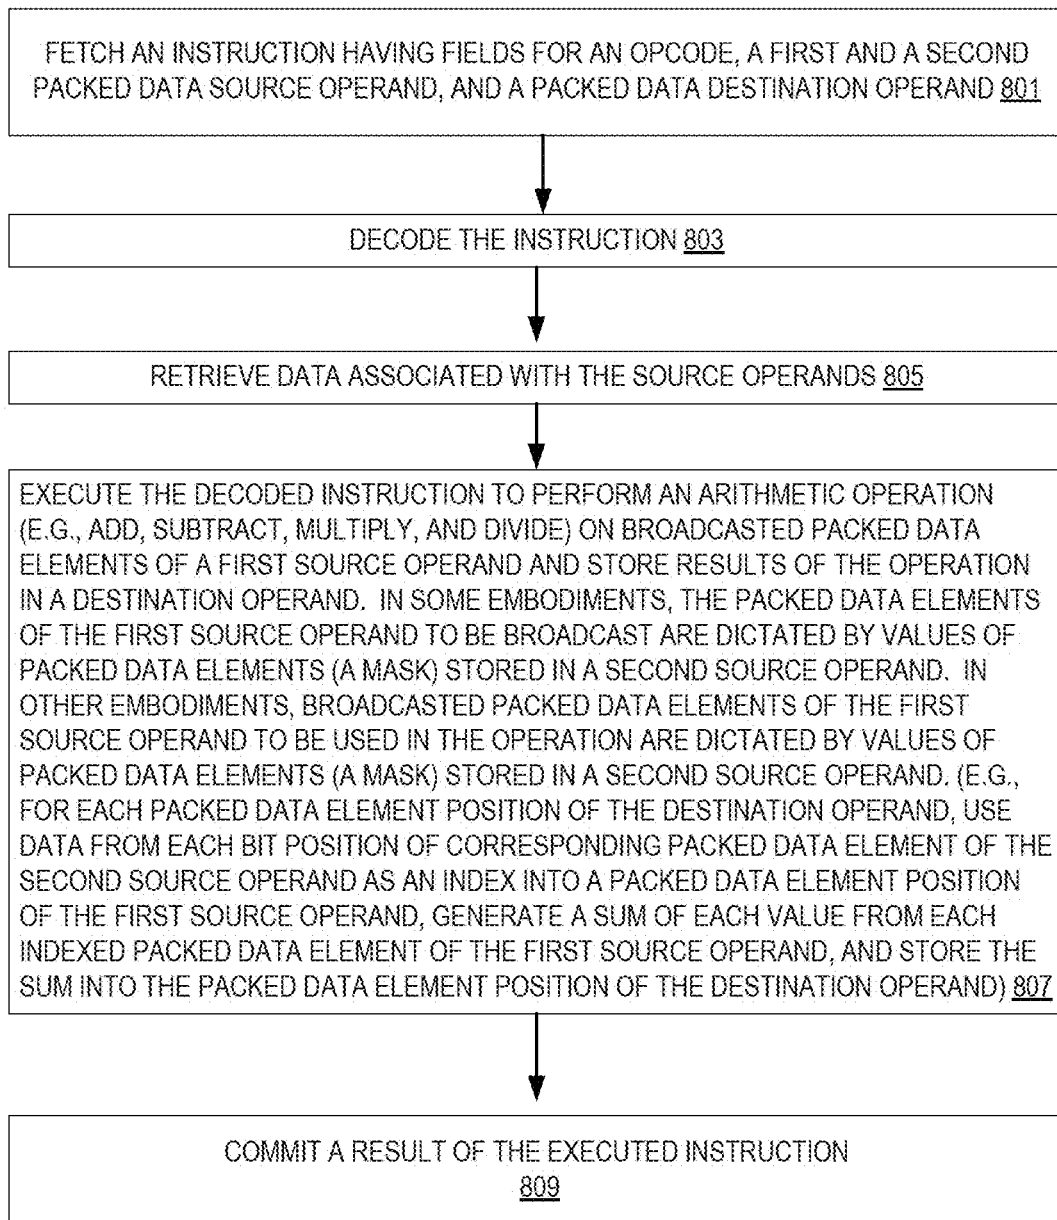 FETCH AN INSTRUCTION HAVING FIELDS FOR AN OPCODE, A FIRST AND A SECOND
PACKED DATA SOURCE OPERAND, AND A PACKED DATA DESTINATION OPERAND 801
DECODE THE INSTRUCTION 803
RETRIEVE DATA ASSOCIATED WITH THE SOURCE OPERANDS 805
EXECUTE THE DECODED INSTRUCTION TO PERFORM AN ARITHMETIC OPERATION
(E.G., ADD, SUBTRACT, MULTIPLY, AND DIVIDE) ON BROADCASTED PACKED DATA
ELEMENTS OF A FIRST SOURCE OPERAND AND STORE RESULTS OF THE OPERATION
IN A DESTINATION OPERAND. IN SOME EMBODIMENTS, THE PACKED DATA ELEMENTS
OF THE FIRST SOURCE OPERAND TO BE BROADCAST ARE DICTATED BY VALUES OF
PACKED DATA ELEMENTS (A MASK) STORED IN A SECOND SOURCE OPERAND. IN
OTHER EMBODIMENTS, BROADCASTED PACKED DATA ELEMENTS OF THE FIRST
SOURCE OPERAND TO BE USED IN THE OPERATION ARE DICTATED BY VALUES OF
PACKED DATA ELEMENTS (A MASK) STORED IN A SECOND SOURCE OPERAND. (E.G.,
FOR EACH PACKED DATA ELEMENT POSITION OF THE DESTINATION OPERAND, USE
DATA FROM EACH BIT POSITION OF CORRESPONDING PACKED DATA ELEMENT OF THE
SECOND SOURCE OPERAND AS AN INDEX INTO A PACKED DATA ELEMENT POSITION
OF THE FIRST SOURCE OPERAND, GENERATE A SUM OF EACH VALUE FROM EACH
INDEXED PACKED DATA ELEMENT OF THE FIRST SOURCE OPERAND, AND STORE THE
SUM INTO THE PACKED DATA ELEMENT POSITION OF THE DESTINATION OPERAND) 807
COMMIT A RESULT OF THE EXECUTED INSTRUCTION
809